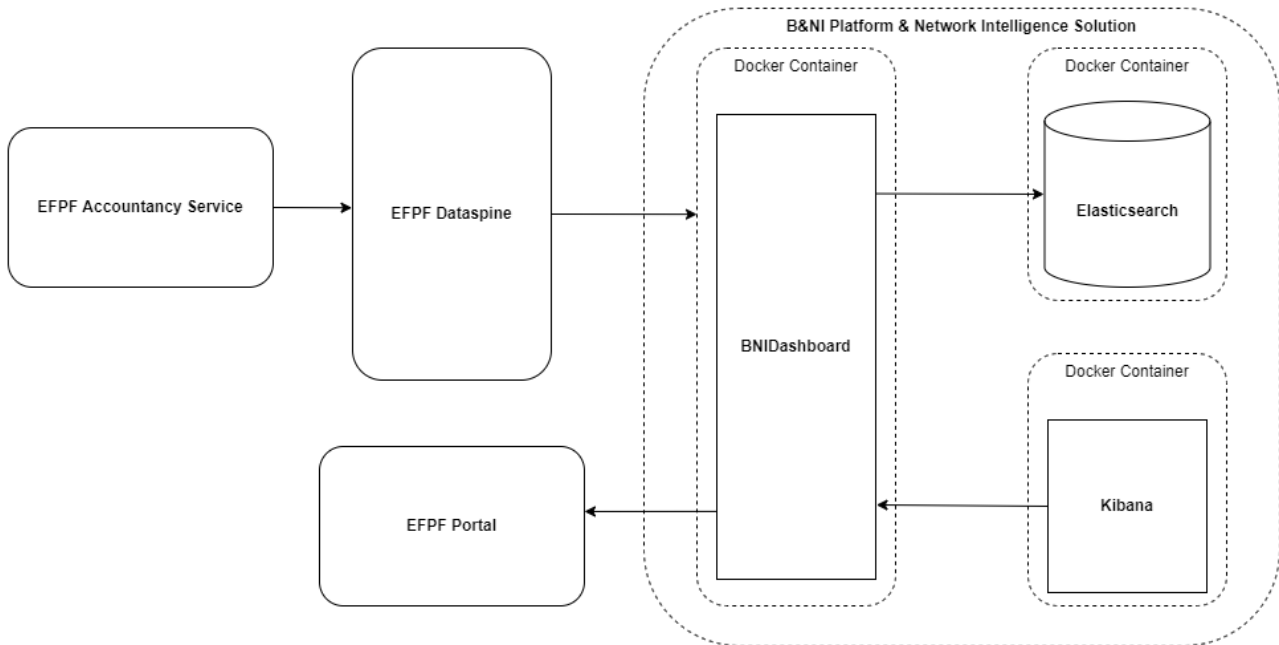 B&NI Platform & Network Intelligence Solution
Docker Container
Docker Container
EFPF Accountancy Service
EFPF Dataspine
Elasticsearch
BNIDashboard
Docker Container
EFPF Portal
Kibana